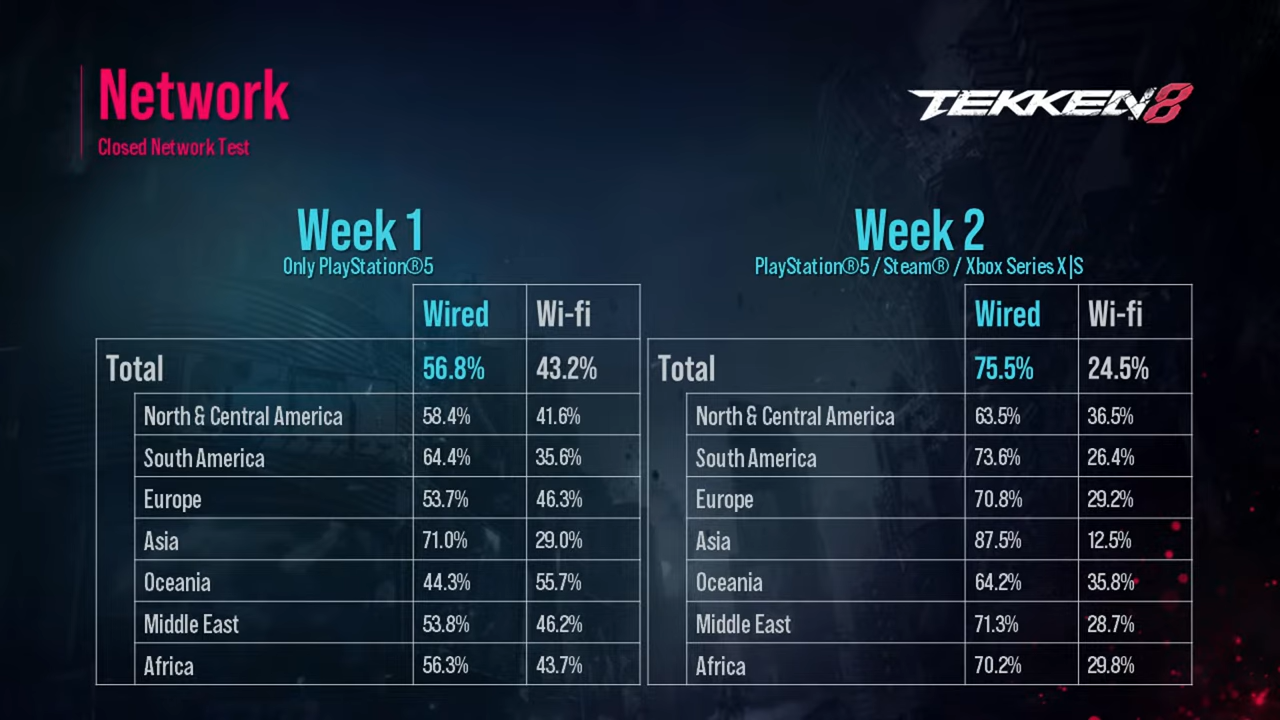 Network
Closed Network Test
TEKKEN 8
Week 1
Only PlayStation®5
Wired Wi-fi
Total 56.8% 43.2%
North & Central America 58.4% 41.6%
South America 64.4% 35.6%
Europe 53.7% 46.3%
Asia 71.0% 29.0%
Oceania 44.3% 55.7%
Middle East 53.8% 46.2%
Africa 56.3% 43.7%
Week 2
PlayStation®5 / Steam® / Xbox Series X|S
Wired Wi-fi
Total 75.5% 24.5%
North & Central America 63.5% 36.5%
South America 73.6% 26.4%
Europe 70.8% 29.2%
Asia 87.5% 12.5%
Oceania 64.2% 35.8%
Middle East 71.3% 28.7%
Africa 70.2% 29.8%